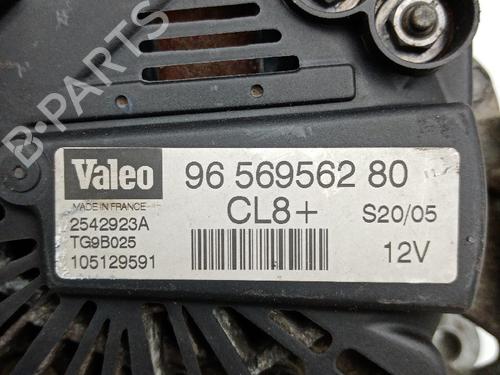 B-PARTS
Valeo
MADE IN FRANCE
2542923A
TG9B025
105129591
96 569562 80
CL8+
S20/05
12V